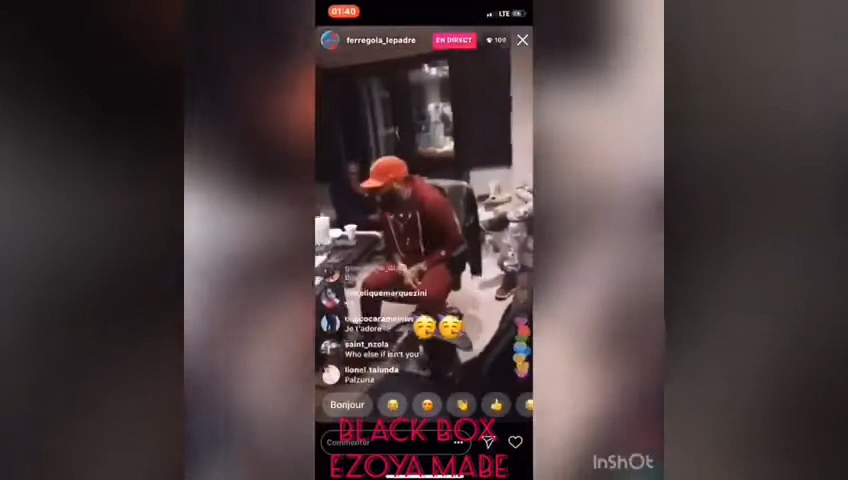 01:40
LTE
ferregola_lepadre
EN DIRECT
100
Je t'adore
saint_nzola
Who else if isn't you
lionel.talunda
Palzuna
Bonjour
Commenter
BLACK BOX
EZOYA MABE
InShOt